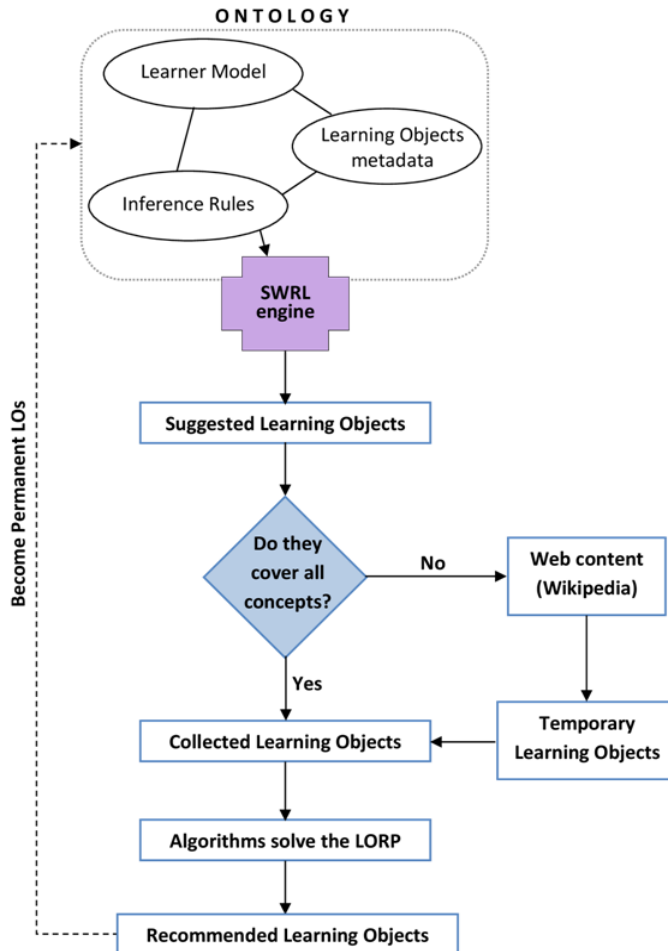 ONTOLOGY
Learner Model
Learning Objects
metadata
Inference Rules
SWRL
engine
Suggested Learning Objects
Do they
cover all
concepts?
No
Web content
(Wikipedia)
Yes
Temporary
Learning Objects
Collected Learning Objects
Algorithms solve the LORP
Recommended Learning Objects
Become Permanent LOs